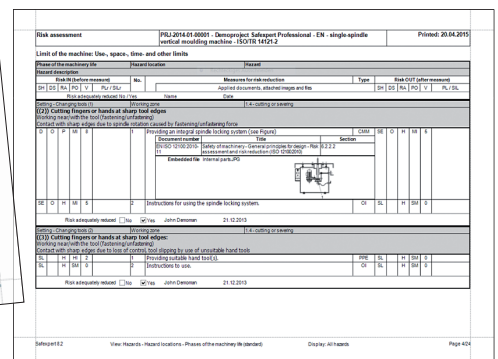 Risk assessment
PRJ-2014-01-00001 - Demoproject Safexpert Professional - EN - single-spindle vertical moulding machine - ISO/TR 14121-2
Printed: 20.04.2015
Limit of the machine: Use-, space-, time- and other limits
Phase of the machinery life Hazard location Hazard
Hazard description
Risk IN (before measure) No. Measures for risk reduction Type Risk OUT (after measure)
SH DS RA PO V PLr / SILr Applied documents, attached images and files SH DS RA PO V PL / SIL
Risk adequately reduced No / Yes Name Date
Setting - Changing tools (1) Working zone 1.4 - cutting or severing
((2)) Cutting fingers or hands at sharp tool edges
Working near/with the tool (fastening/unfastening)
Contact with sharp edges due to spindle rotation caused by fastening/unfastening force
D O P MI 8 1 Providing an integral spindle locking system (see Figure) CMM SE O H MI 5
Document number Title Section
EN ISO 12100:2010-11 Safety of machinery - General principles for design - Risk assessment and risk reduction (ISO 12100:2010) 6.2.2.2
Embedded file Internal parts.JPG
SE O H MI 5 2 Instructions for using the spindle locking system. OI SL H SM 0
Risk adequately reduced No Yes John Demoman 21.12.2013
Setting - Changing tools (2) Working zone 1.4 - cutting or severing
((3)) Cutting fingers or hands at sharp tool edges:
Working near/with the tool (fastening/unfastening)
Contact with sharp edges due to loss of control, tool slipping by use of unsuitable hand tools
SL H HI 2 1 Providing suitable hand tool(s). PPE SL H SM 0
SL H SM 0 2 Instructions to use. OI SL H SM 0
Risk adequately reduced No Yes John Demoman 21.12.2013
Safexpert 8.2 View: Hazards - Hazard locations - Phases of the machinery life (standard) Display: All hazards Page 4/24